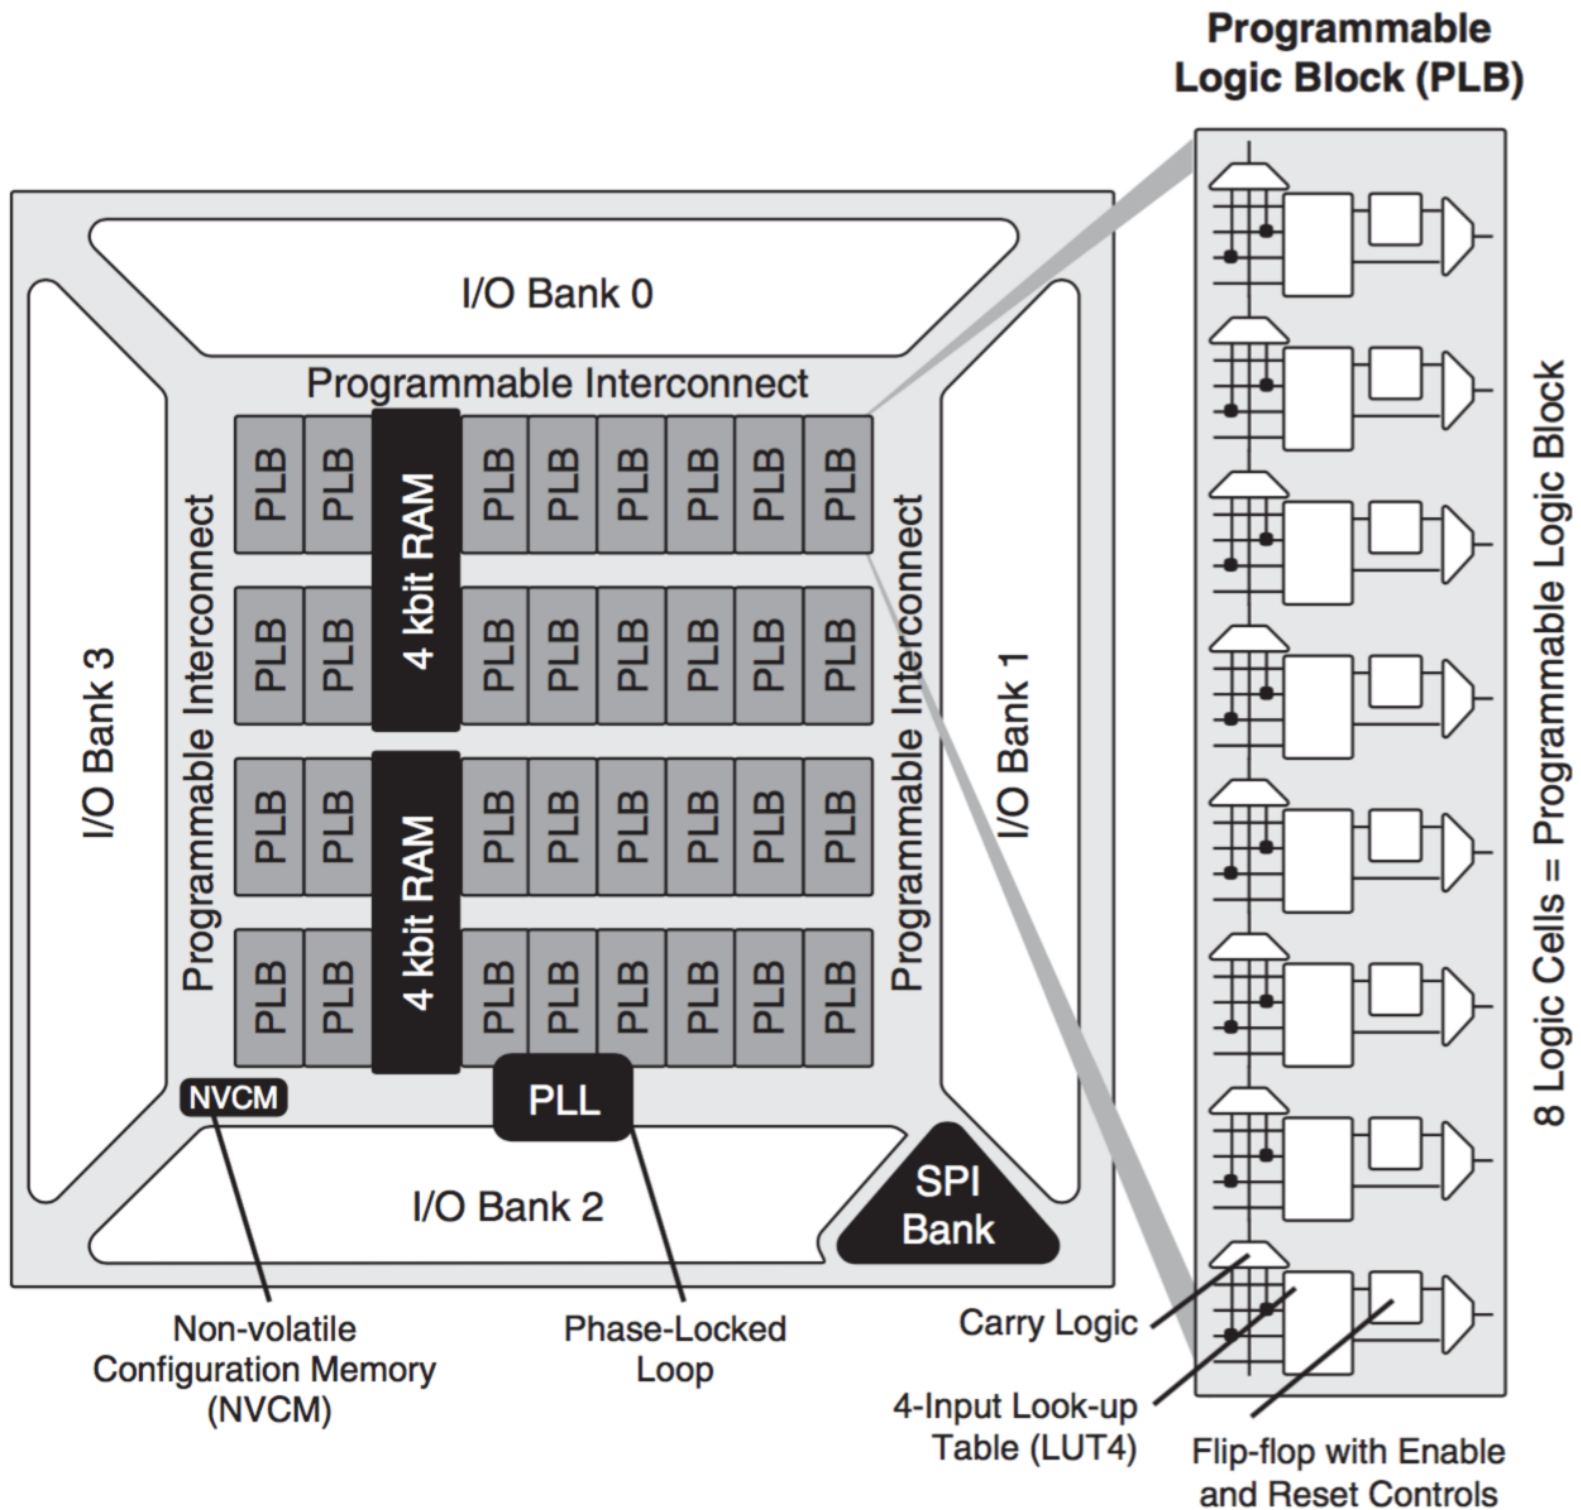 Programmable
Logic Block (PLB)
I/O Bank 0
Programmable Interconnect
PLB PLB PLB PLB PLB PLB PLB PLB
4 kbit RAM
PLB PLB PLB PLB PLB PLB PLB PLB
PLB PLB PLB PLB PLB PLB PLB PLB
4 kbit RAM
PLB PLB PLB PLB PLB PLB PLB PLB
I/O Bank 3
Programmable Interconnect
Programmable Interconnect
I/O Bank 1
8 Logic Cells = Programmable Logic Block
NVCM
PLL
I/O Bank 2
SPI
Bank
Non-volatile
Configuration Memory
(NVCM)
Phase-Locked
Loop
Carry Logic
4-Input Look-up
Table (LUT4)
Flip-flop with Enable
and Reset Controls